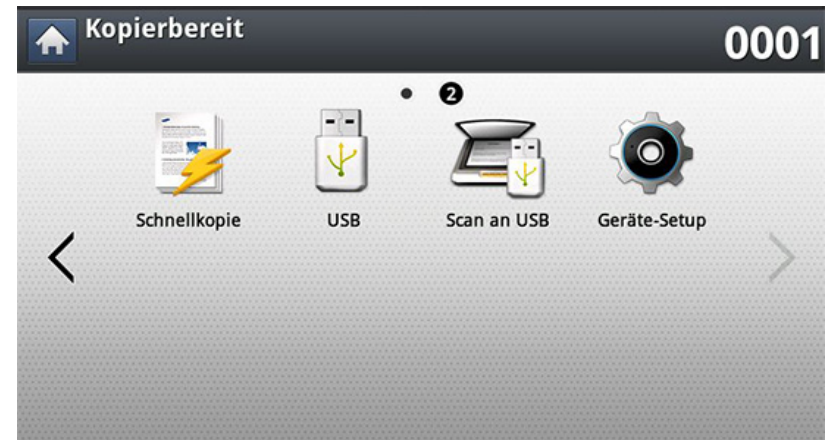 Kopierbereit
0001
2
Schnellkopie
USB
Scan an USB
Geräte-Setup